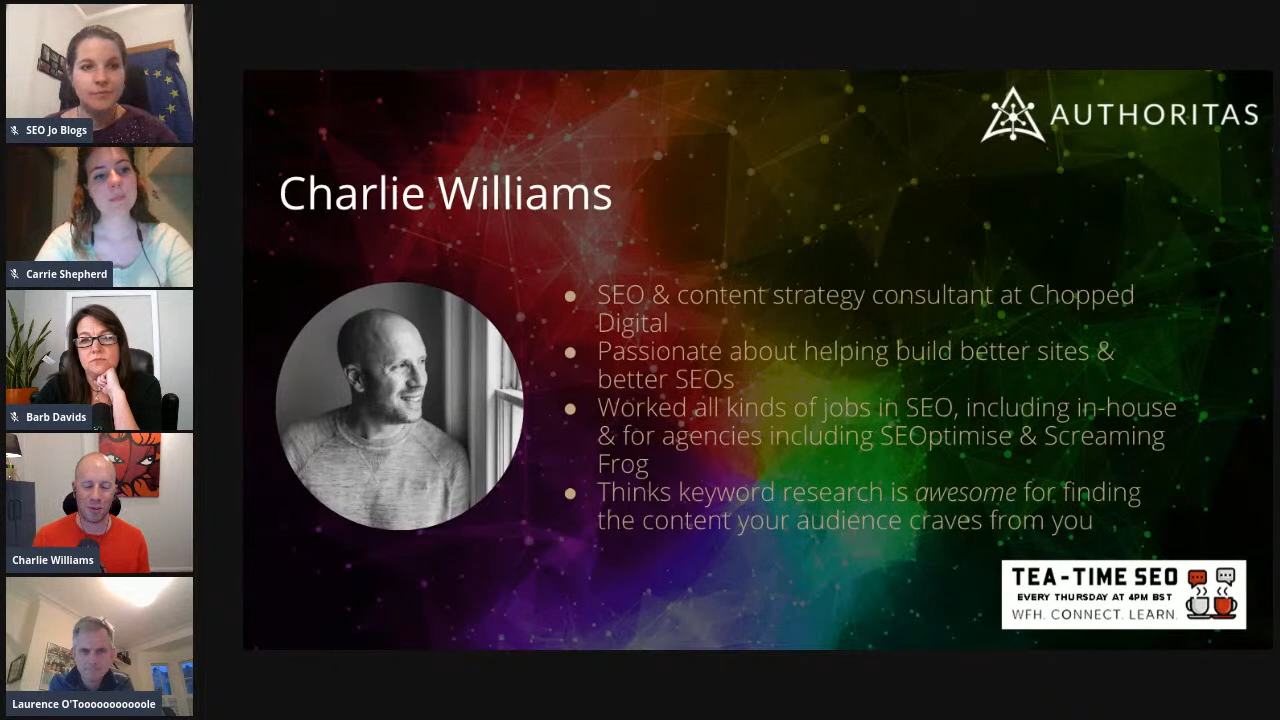 SEO Jo Blogs
Carrie Shepherd
Barb Davids
Charlie Williams
Laurence O'Tooooooooooole
AUTHORITAS
Charlie Williams
● SEO & content strategy consultant at Chopped
Digital
● Passionate about helping build better sites &
better SEOs
● Worked all kinds of jobs in SEO, including in-house
& for agencies including SEOptimise & Screaming
Frog
● Thinks keyword research is awesome for finding
the content your audience craves from you
TEA-TIME SEO
EVERY THURSDAY AT 4PM BST
WFH. CONNECT. LEARN.